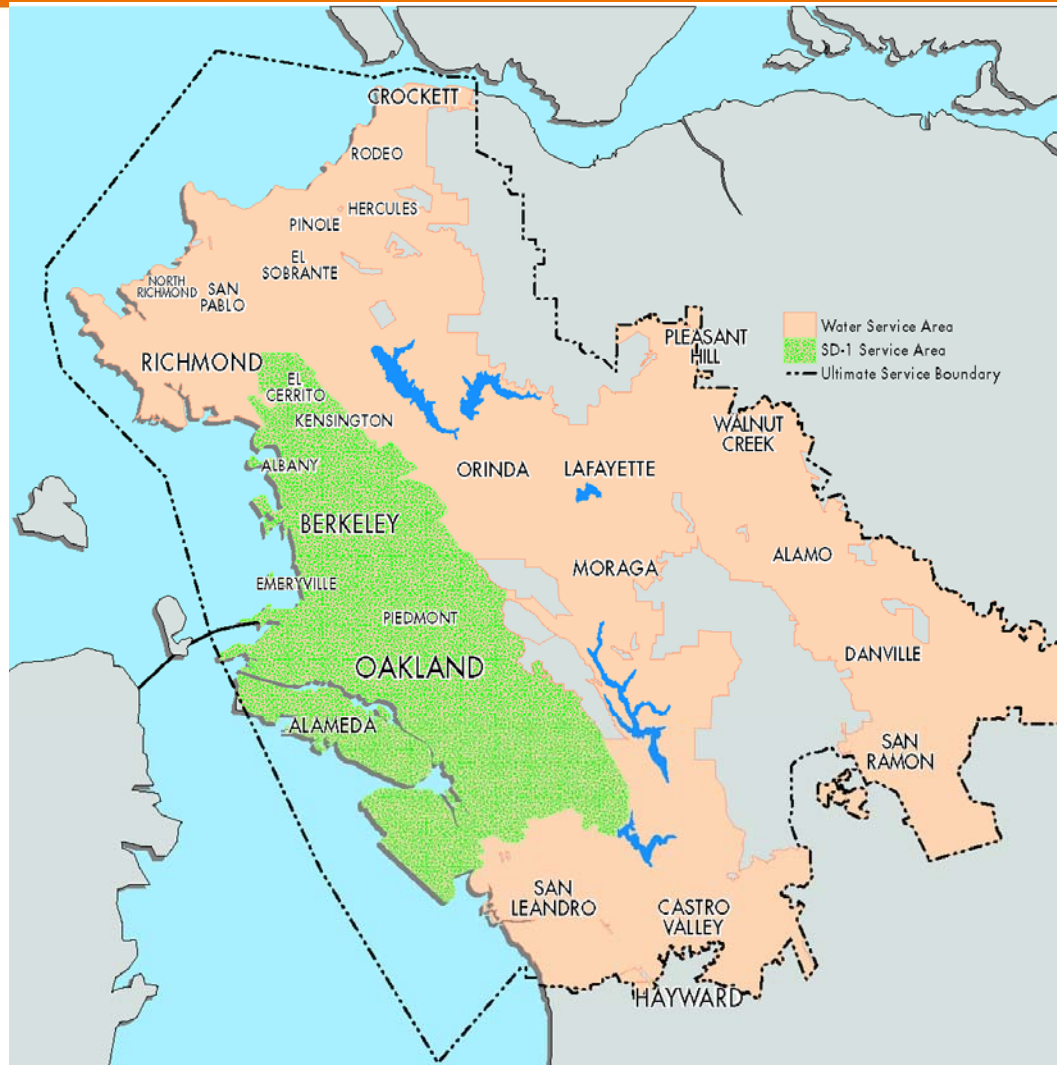 CROCKETT
RODEO
HERCULES
PINOLE
EL
SOBRANTE
NORTH
RICHMOND
SAN
PABLO
RICHMOND
EL
CERRITO
KENSINGTON
ALBANY
BERKELEY
EMERYVILLE
PIEDMONT
OAKLAND
ALAMEDA
ORINDA
LAFAYETTE
MORAGA
PLEASANT
HILL
WALNUT
CREEK
ALAMO
DANVILLE
SAN
RAMON
SAN
LEANDRO
CASTRO
VALLEY
HAYWARD
Water Service Area
SD-1 Service Area
Ultimate Service Boundary